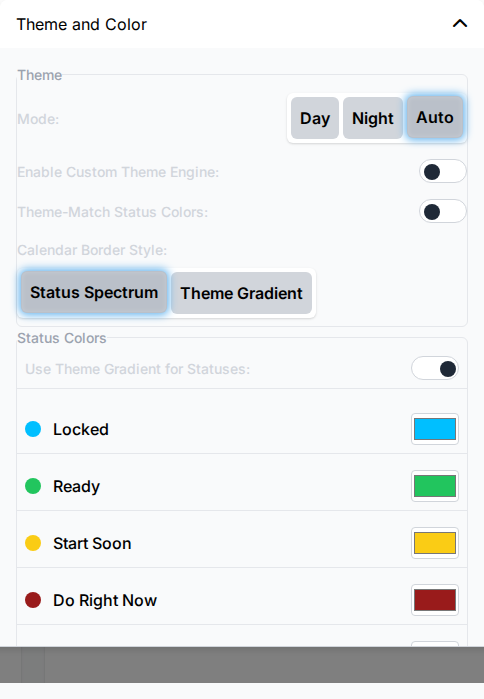 Theme and Color
Theme
Mode:
Day Night Auto
Enable Custom Theme Engine:
Theme-Match Status Colors:
Calendar Border Style:
Status Spectrum Theme Gradient
Status Colors
Use Theme Gradient for Statuses:
Locked
Ready
Start Soon
Do Right Now